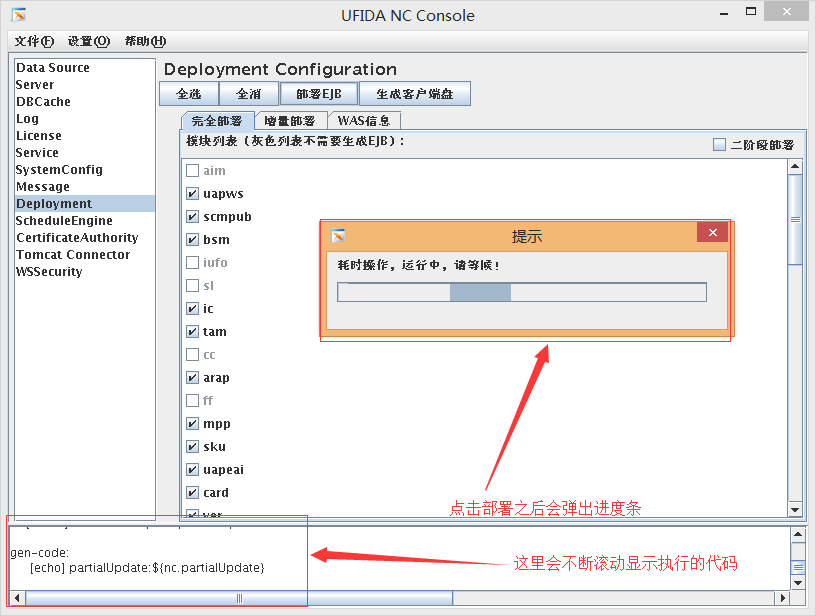 UFIDA NC Console
文件(F) 设置(O) 帮助(H)
Data Source
Server
DBCache
Log
License
Service
SystemConfig
Message
Deployment
ScheduleEngine
CertificateAuthority
Tomcat Connector
WSSecurity
Deployment Configuration
全选 全消 部署EJB 生成客户端盘
完全部署 增量部署 WAS信息
模块列表（灰色列表不需要生成EJB）： 二阶段部署
aim
uapws
scmpub
bsm
iufo
sl
ic
tam
cc
arap
ff
mpp
sku
uapeai
card
ver
提示
耗时操作，运行中，请等候！
点击部署之后会弹出进度条
gen-code:
[echo] partialUpdate:${nc.partialUpdate}
这里会不断滚动显示执行的代码